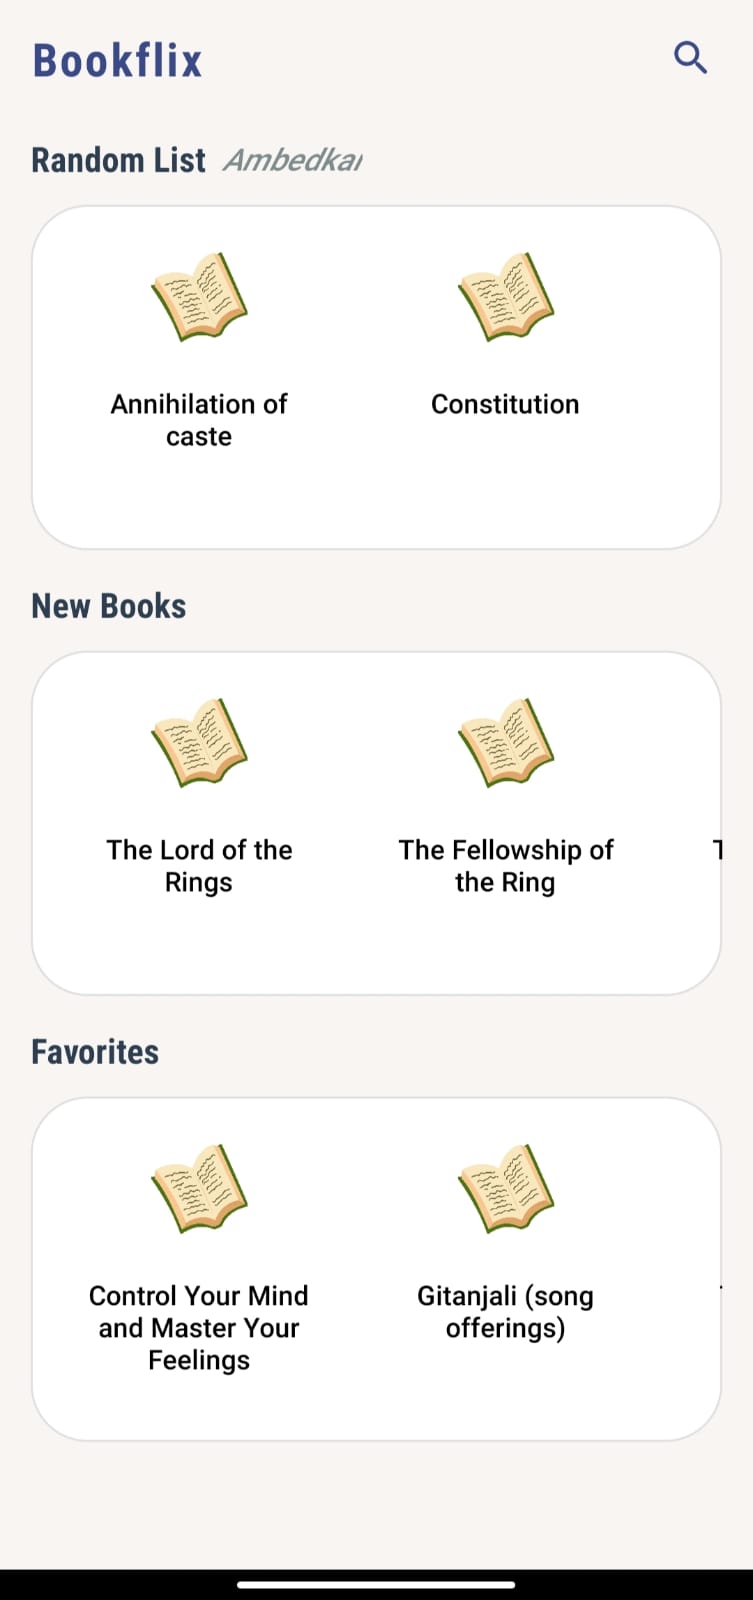 Bookflix
Random List Ambedkar
Annihilation of
caste
Constitution
New Books
The Lord of the
Rings
The Fellowship of
the Ring
T
Favorites
Control Your Mind
and Master Your
Feelings
Gitanjali (song
offerings)